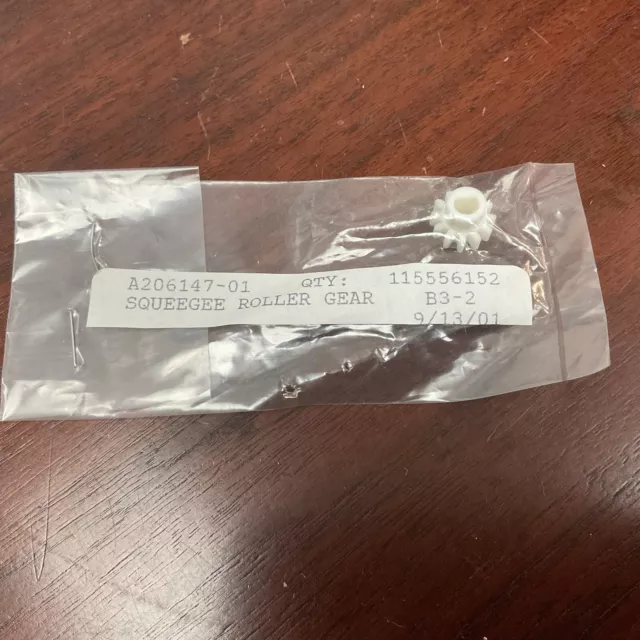 A206147-01 QTY: 115556152
SQUEEGEE ROLLER GEAR B3-2
9/13/01